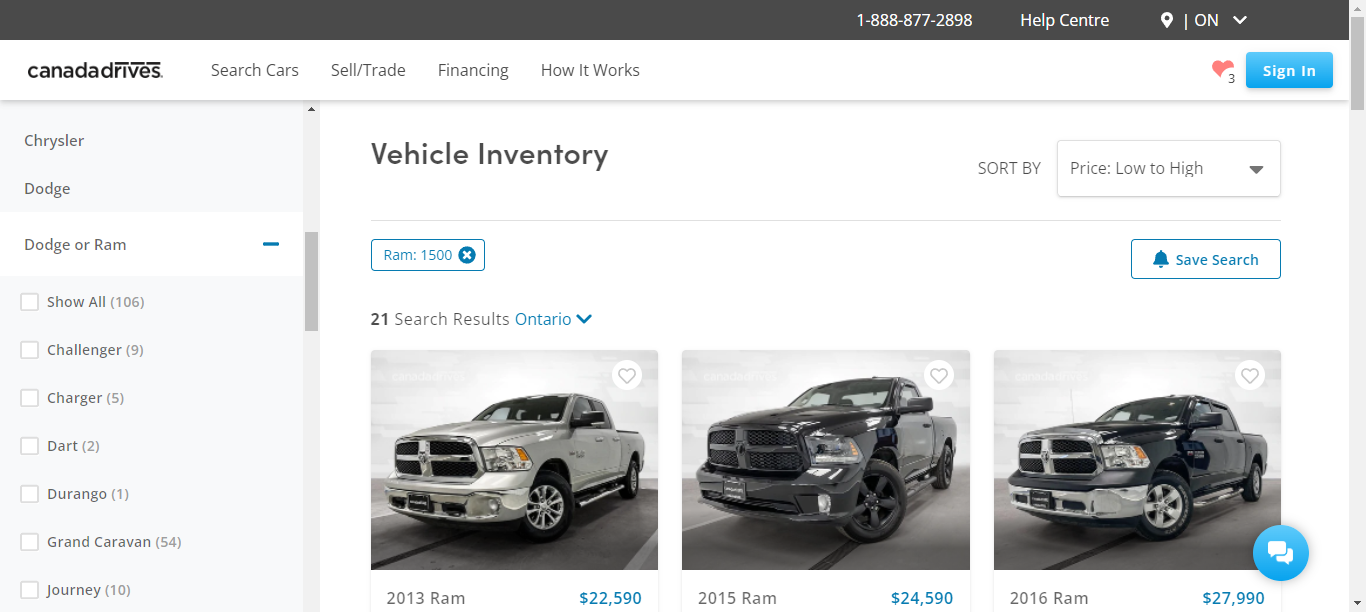 1-888-877-2898 Help Centre | ON
canadadrives. Search Cars Sell/Trade Financing How It Works 3 Sign In
Chrysler
Dodge
Dodge or Ram
Show All (106)
Challenger (9)
Charger (5)
Dart (2)
Durango (1)
Grand Caravan (54)
Journey (10)
Vehicle Inventory
SORT BY Price: Low to High
Ram: 1500
Save Search
21 Search Results Ontario
canadadrives
2013 Ram $22,590
2015 Ram $24,590
2016 Ram $27,990